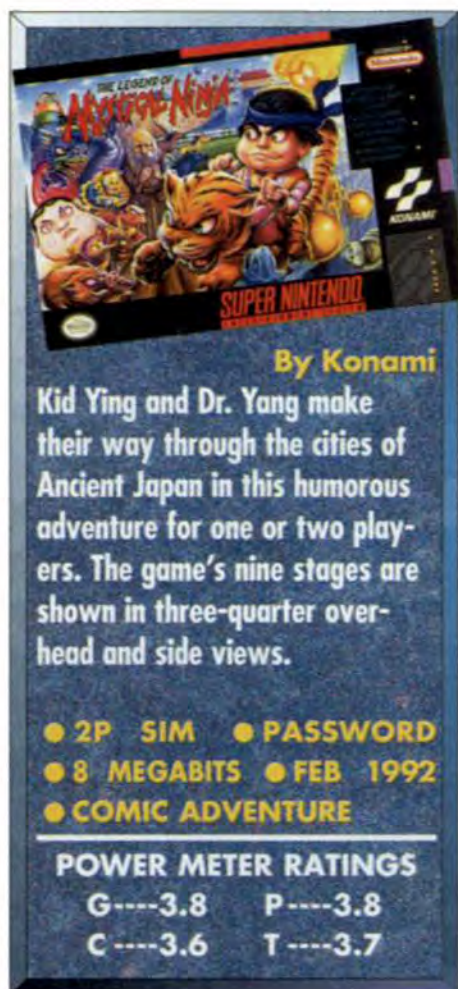 THE LEGEND OF
MYSTICAL NINJA
Nintendo
KONAMI
SUPER NINTENDO
By Konami
Kid Ying and Dr. Yang make
their way through the cities of
Ancient Japan in this humorous
adventure for one or two play-
ers. The game's nine stages are
shown in three-quarter over-
head and side views.
● 2P SIM ● PASSWORD
● 8 MEGABITS ● FEB 1992
● COMIC ADVENTURE
POWER METER RATINGS
G----3.8 P----3.8
C----3.6 T----3.7